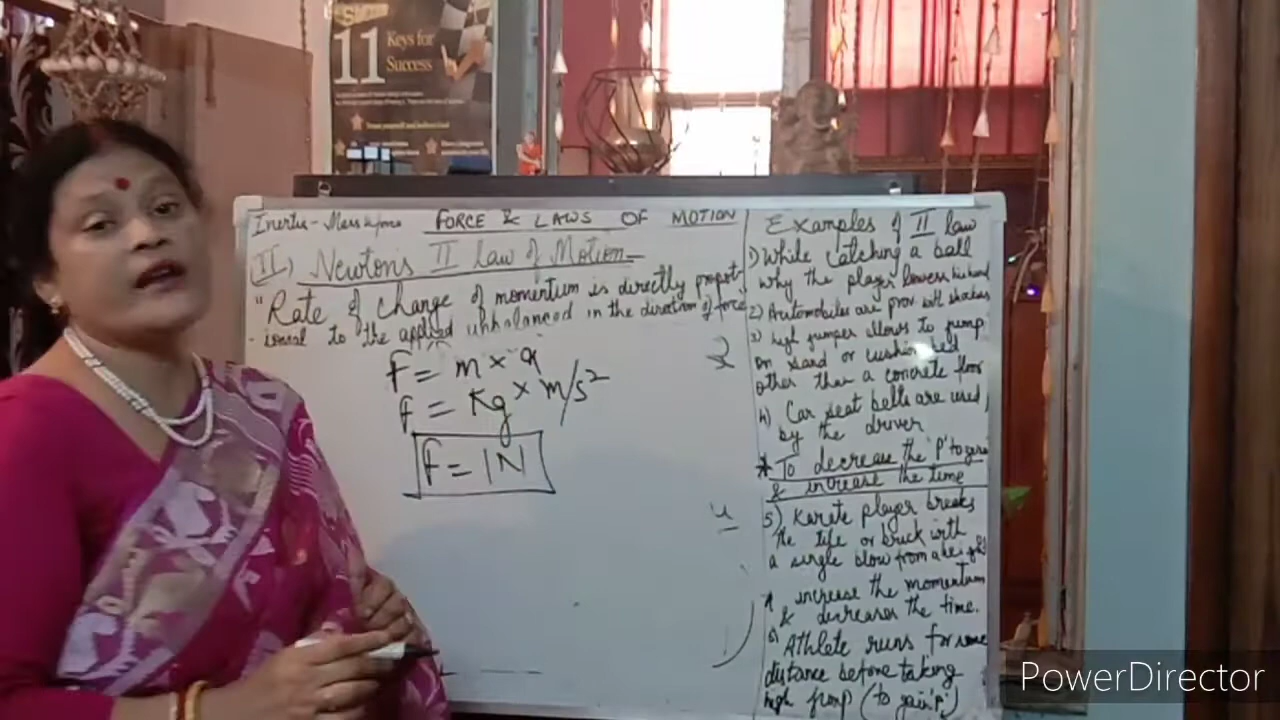 11 Keys for
Success
Inertia - Mass
FORCE & LAWS OF MOTION
II) Newtons II Law of Motion
"Rate of Change of momentum is directly proport-
- ional to the applied unbalanced in the direction of force
F = m × a
F = Kg × m/s²
F = 1N
2
4
Examples of II law
1) While Catching a ball
why the player lowers his hand
2) Automobiles are prov with shockers
3) high jumper allows to jump
on sand or cushion bed
other than a concrete floor
4) Car seat belts are used
by the driver
* To decrease the 'P' to zero
& increase the time
5) Karate player breaks
the tile or brick with
a single blow from a height
* increase the momentum
& decreases the time.
6) Athlete runs for some
distance before taking
high jump (to gain 'P')
PowerDirector